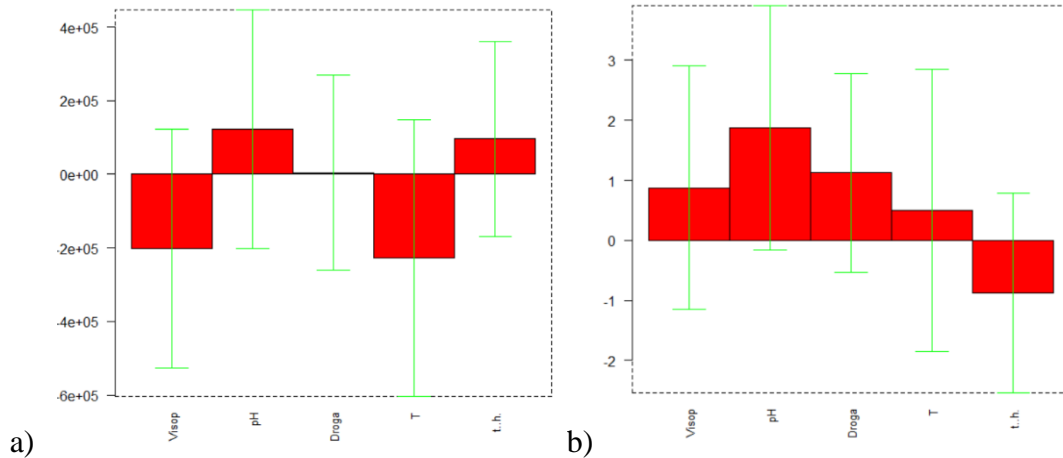 4e+05
2e+05
0e+00
-2e+05
-4e+05
-6e+05
Visop
pH
Droga
T
t..h.
a)
3
2
1
0
-1
-2
Visop
pH
Droga
T
t..h.
b)